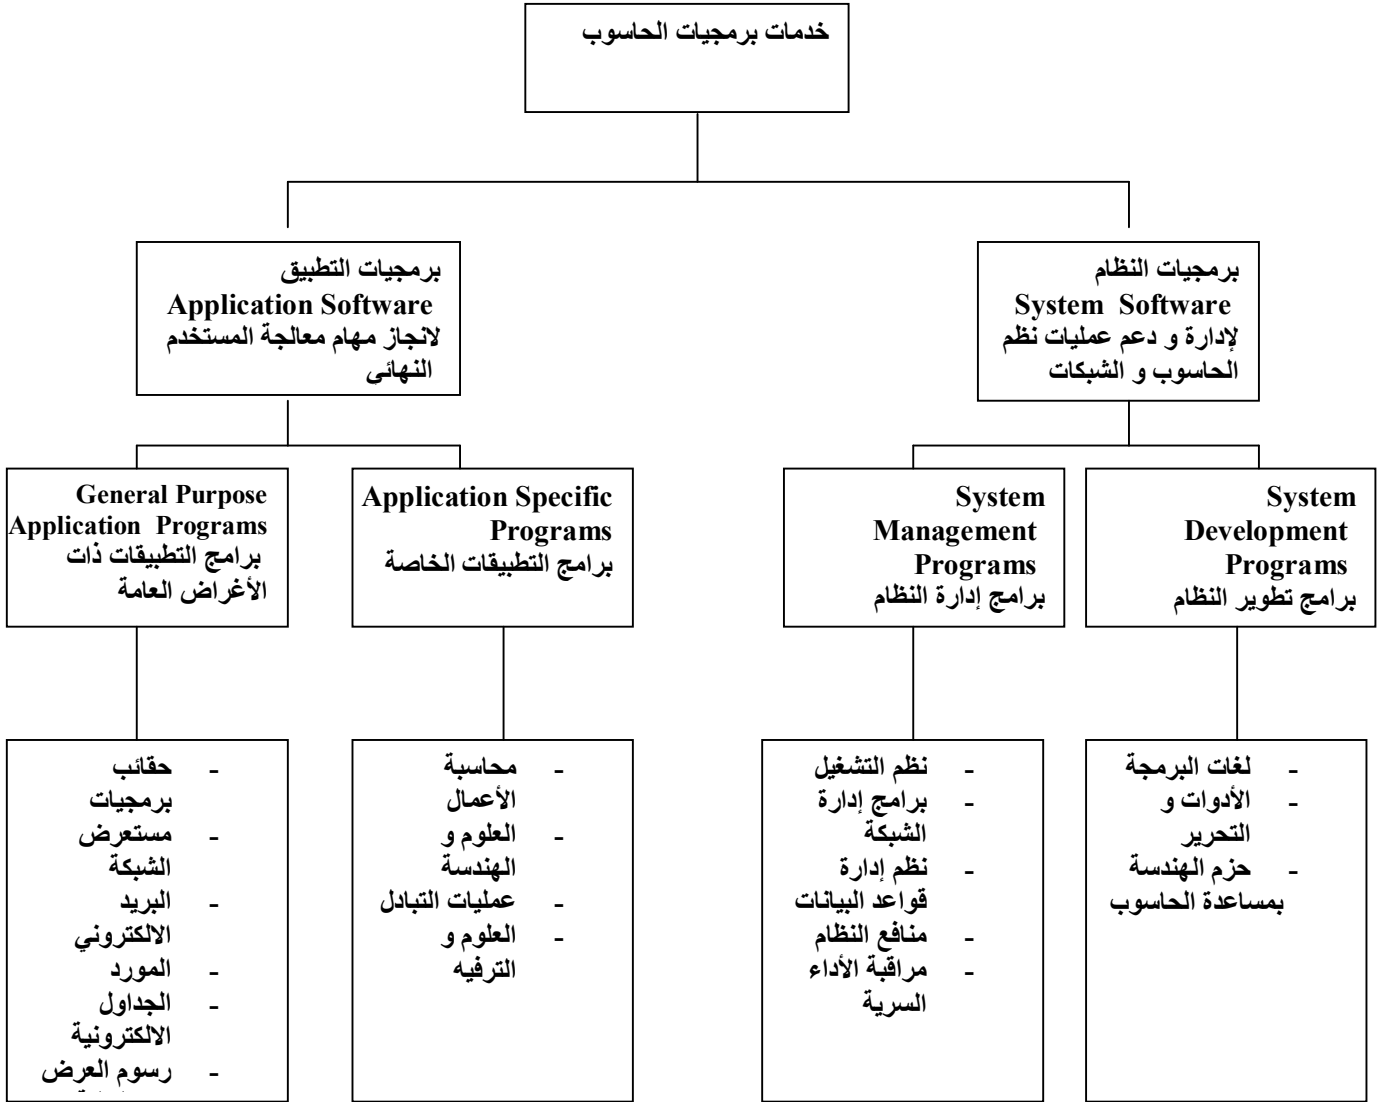 خدمات برمجيات الحاسوب
برمجيات النظام
System Software
لإدارة و دعم عمليات نظم
الحاسوب و الشبكات
برمجيات التطبيق
Application Software
لانجاز مهام معالجة المستخدم
النهائى
System
Development
Programs
برامج تطوير النظام
System
Management
Programs
برامج إدارة النظام
Application Specific
Programs
برامج التطبيقات الخاصة
General Purpose
Application Programs
برامج التطبيقات ذات
الأغراض العامة
- لغات البرمجة
- الأدوات و
التحرير
- حزم الهندسة
بمساعدة الحاسوب
- نظم التشغيل
- برامج إدارة
الشبكة
- نظم إدارة
قواعد البيانات
- منافع النظام
- مراقبة الأداء
السرية
- محاسبة
الأعمال
- العلوم و
الهندسة
- عمليات التبادل
- العلوم و
الترفيه
- حقائب
برمجيات
- مستعرض
الشبكة
- البريد
الالكتروني
- المورد
- الجداول
الالكترونية
- رسوم العرض